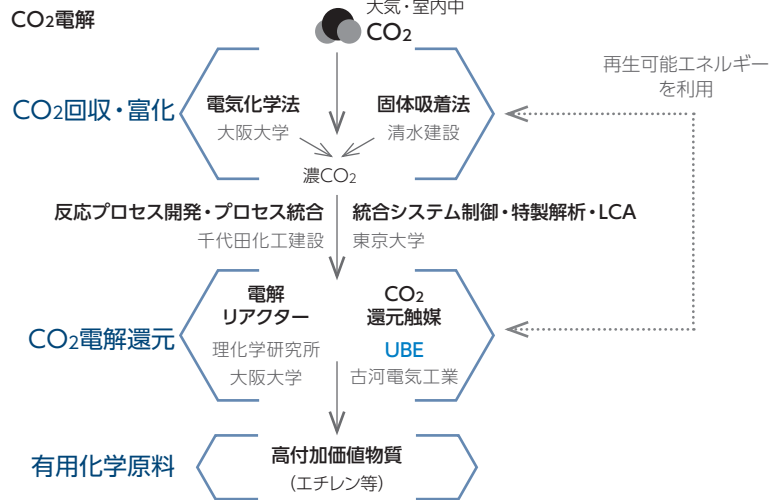 CO2電解
大気・室内中
CO2
再生可能エネルギー
を利用
CO2回収・富化
電気化学法
大阪大学
固体吸着法
清水建設
濃CO2
反応プロセス開発・プロセス統合
千代田化工建設
統合システム制御・特製解析・LCA
東京大学
CO2電解還元
電解
リアクター
理化学研究所
大阪大学
CO2
還元触媒
UBE
古河電気工業
有用化学原料
高付加価値物質
(エチレン等)